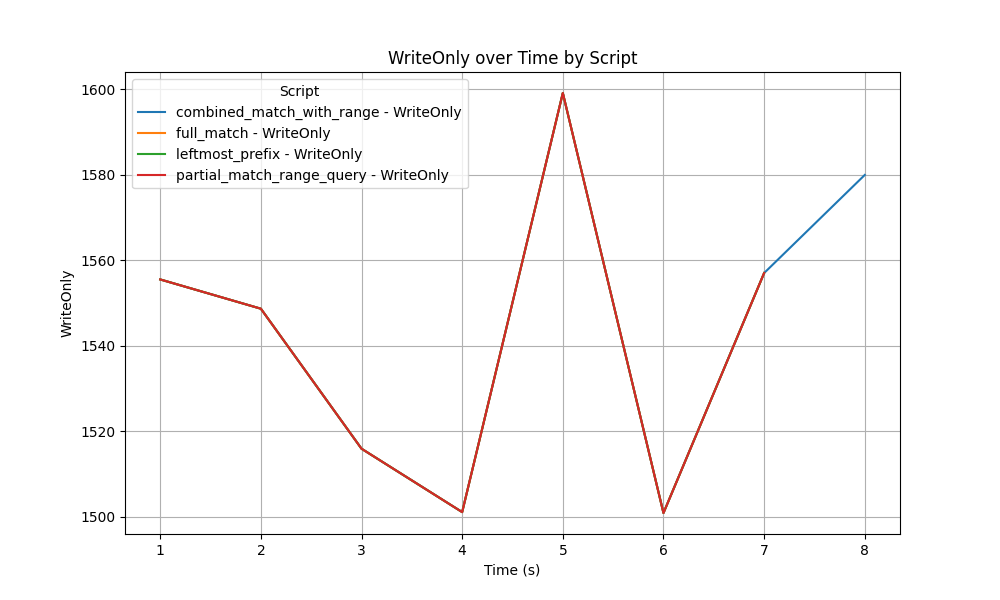 WriteOnly over Time by Script
Script
combined_match_with_range - WriteOnly
full_match - WriteOnly
leftmost_prefix - WriteOnly
partial_match_range_query - WriteOnly
WriteOnly
1600
1580
1560
1540
1520
1500
1 2 3 4 5 6 7 8
Time (s)